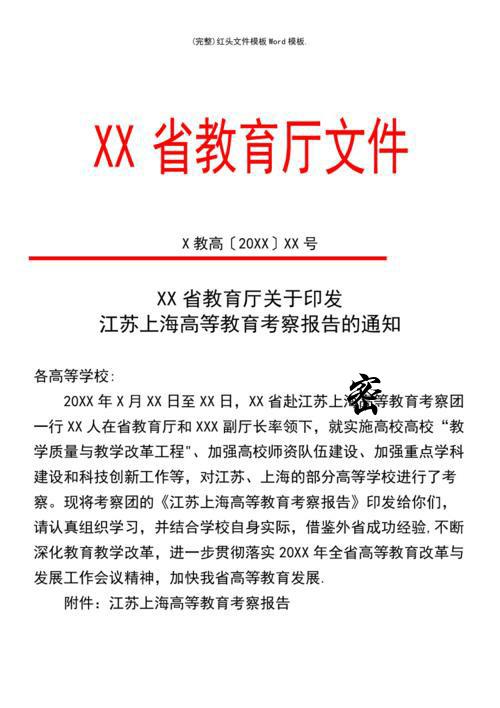 (完整)红头文件模板Word模板.
XX 省教育厅文件
X 教高〔20XX〕XX 号
XX 省教育厅关于印发
江苏上海高等教育考察报告的通知
各高等学校:
密
20XX 年 X 月 XX 日至 XX 日，XX 省赴江苏上海高等教育考察团
一行 XX 人在省教育厅和 XXX 副厅长率领下，就实施高校高校“教
学质量与教学改革工程"、加强高校师资队伍建设、加强重点学科
建设和科技创新工作等，对江苏、上海的部分高等学校进行了考
察。现将考察团的《江苏上海高等教育考察报告》印发给你们，
请认真组织学习，并结合学校自身实际，借鉴外省成功经验,不断
深化教育教学改革，进一步贯彻落实 20XX 年全省高等教育改革与
发展工作会议精神，加快我省高等教育发展.
附件：江苏上海高等教育考察报告